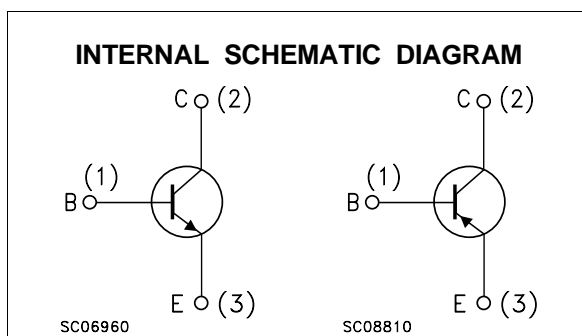 INTERNAL SCHEMATIC DIAGRAM
C (2)
(1)
B
E (3)
SC06960
C (2)
(1)
B
E (3)
SC08810